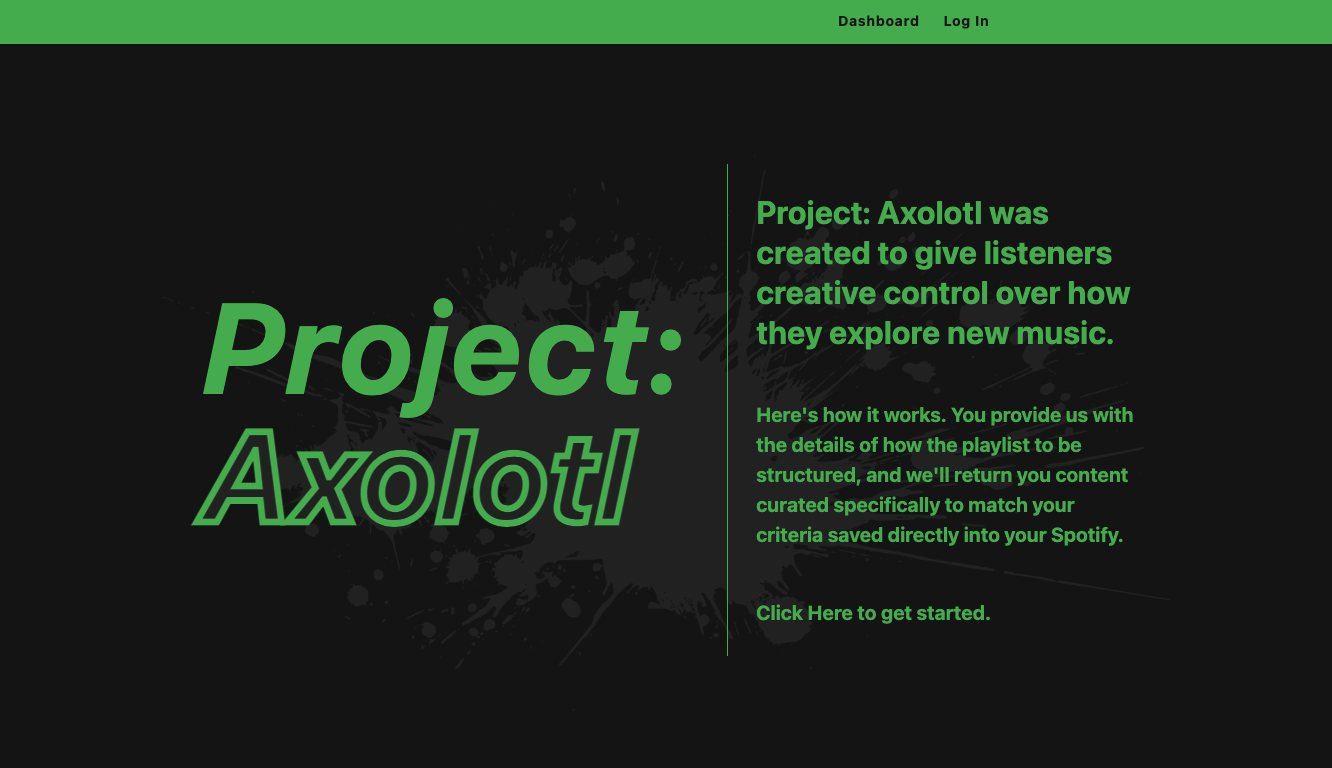 Dashboard Log In
Project:
Axolotl
Project: Axolotl was
created to give listeners
creative control over how
they explore new music.
Here's how it works. You provide us with
the details of how the playlist to be
structured, and we'll return you content
curated specifically to match your
criteria saved directly into your Spotify.
Click Here to get started.